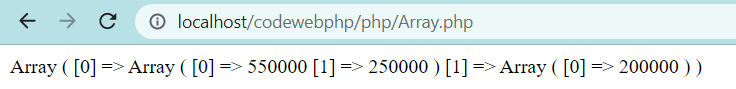 localhost/codewebphp/php/Array.php
Array ( [0] => Array ( [0] => 550000 [1] => 250000 ) [1] => Array ( [0] => 200000 ) )